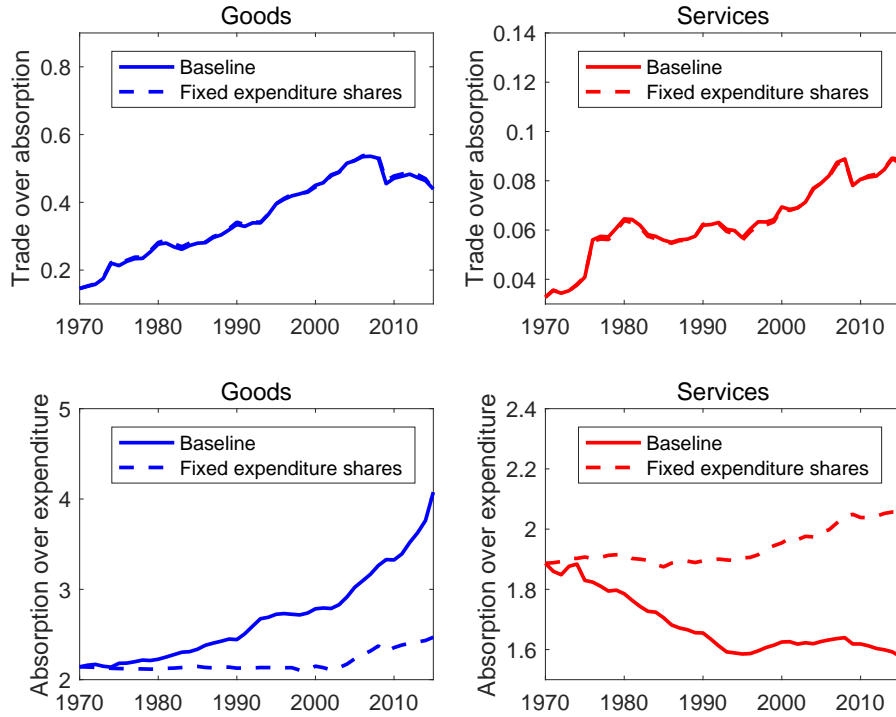 Goods
Trade over absorption
0.8
0.6
0.4
0.2
Baseline
Fixed expenditure shares
1970 1980 1990 2000 2010
Services
Trade over absorption
0.14
0.12
0.1
0.08
0.06
0.04
Baseline
Fixed expenditure shares
1970 1980 1990 2000 2010
Goods
Absorption over expenditure
5
4
3
2
Baseline
Fixed expenditure shares
1970 1980 1990 2000 2010
Services
Absorption over expenditure
2.4
2.2
2
1.8
1.6
Baseline
Fixed expenditure shares
1970 1980 1990 2000 2010